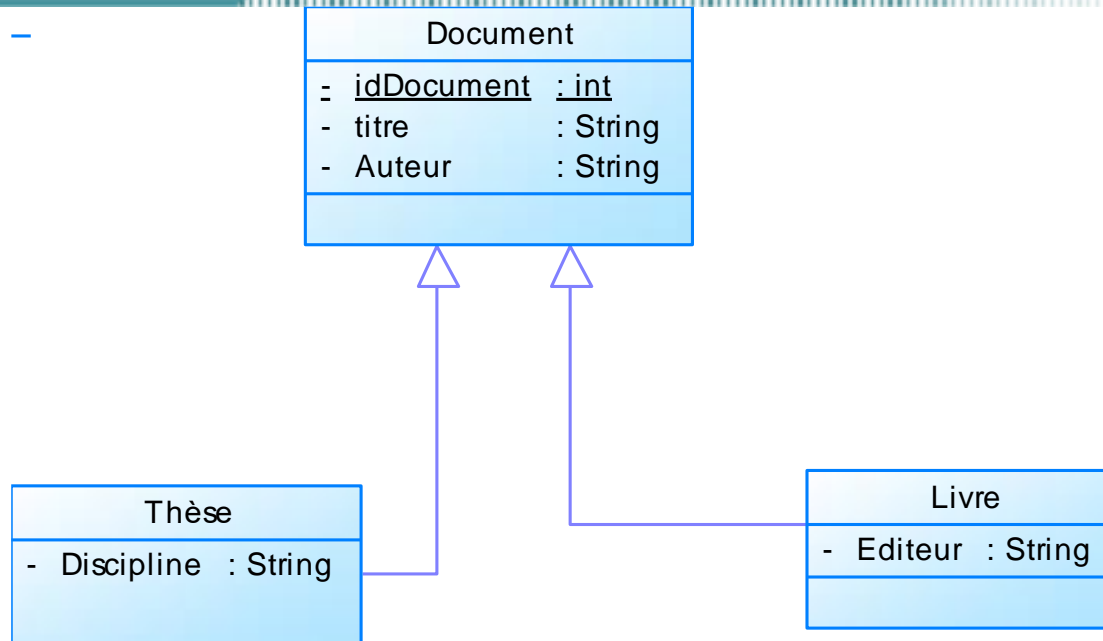 Document
- idDocument : int
- titre : String
- Auteur : String
Thèse
- Discipline : String
Livre
- Editeur : String